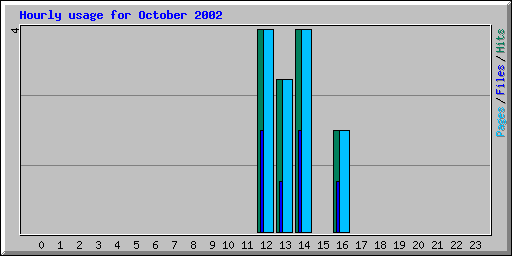 Hourly usage for October 2002
4
Pages/Files/Hits
0 1 2 3 4 5 6 7 8 9 10 11 12 13 14 15 16 17 18 19 20 21 22 23